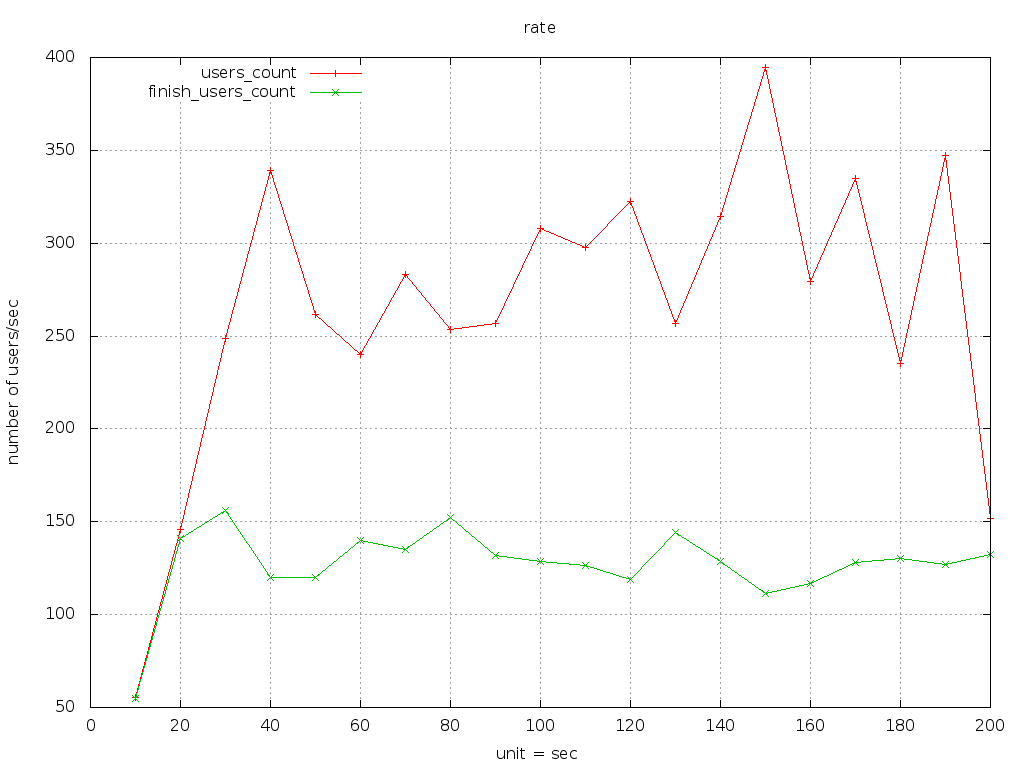 rate
users_count
finish_users_count
400
350
300
250
200
150
100
50
number of users/sec
0 20 40 60 80 100 120 140 160 180 200
unit = sec